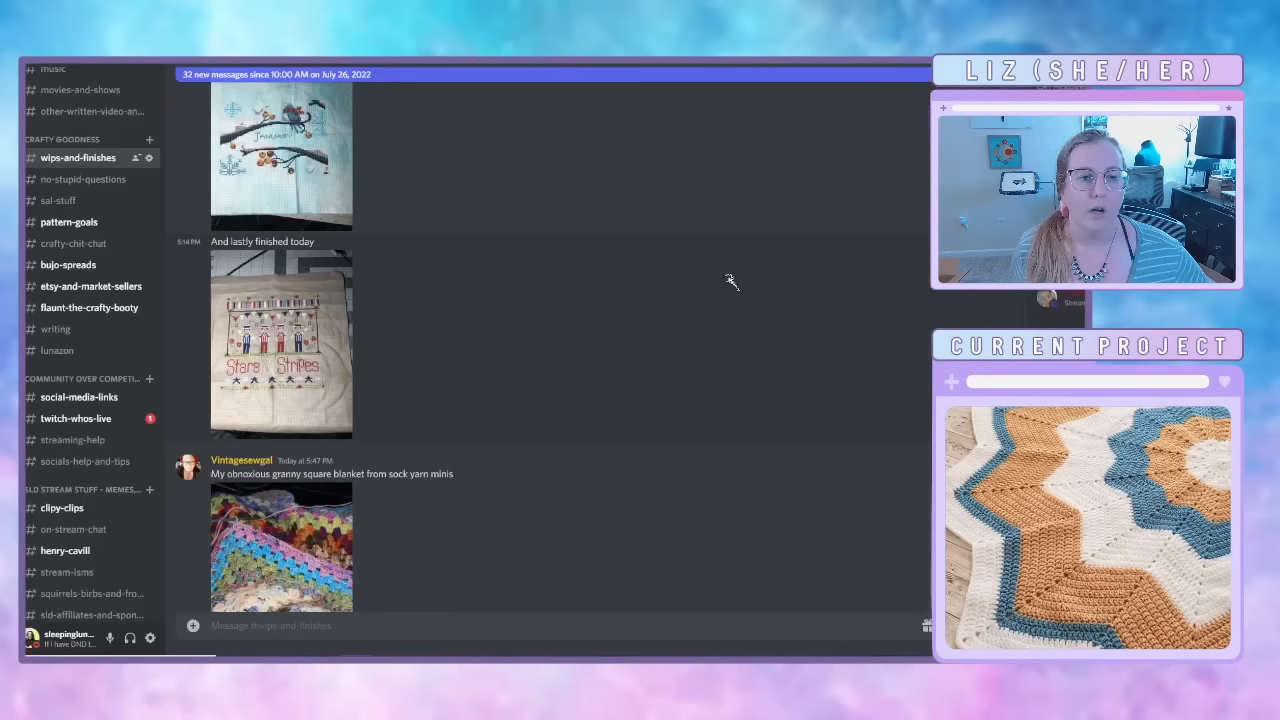 music
movies-and-shows
other-written-video-an...
CRAFTY GOODNESS
wips-and-finishes
no-stupid-questions
sal-stuff
pattern-goals
crafty-chit-chat
bujo-spreads
etsy-and-market-sellers
flaunt-the-crafty-booty
writing
lunazon
COMMUNITY OVER COMPETI...
social-media-links
twitch-whos-live 1
streaming-help
socials-help-and-tips
SLD STREAM STUFF - MEMES,...
clipy-clips
on-stream-chat
henry-cavill
stream-isms
squirrels-birbs-and-fro...
sld-affiliates-and-spon...
sleepinglun...
If I have DND t...
32 new messages since 10:00 AM on July 26, 2022
JANUARY
5:14 PM And lastly finished today
Stars Stripes
Vintagesewgal Today at 5:47 PM
My obnoxious granny square blanket from sock yarn minis
Message #wips-and-finishes
LIZ (SHE/HER)
Stream
CURRENT PROJECT